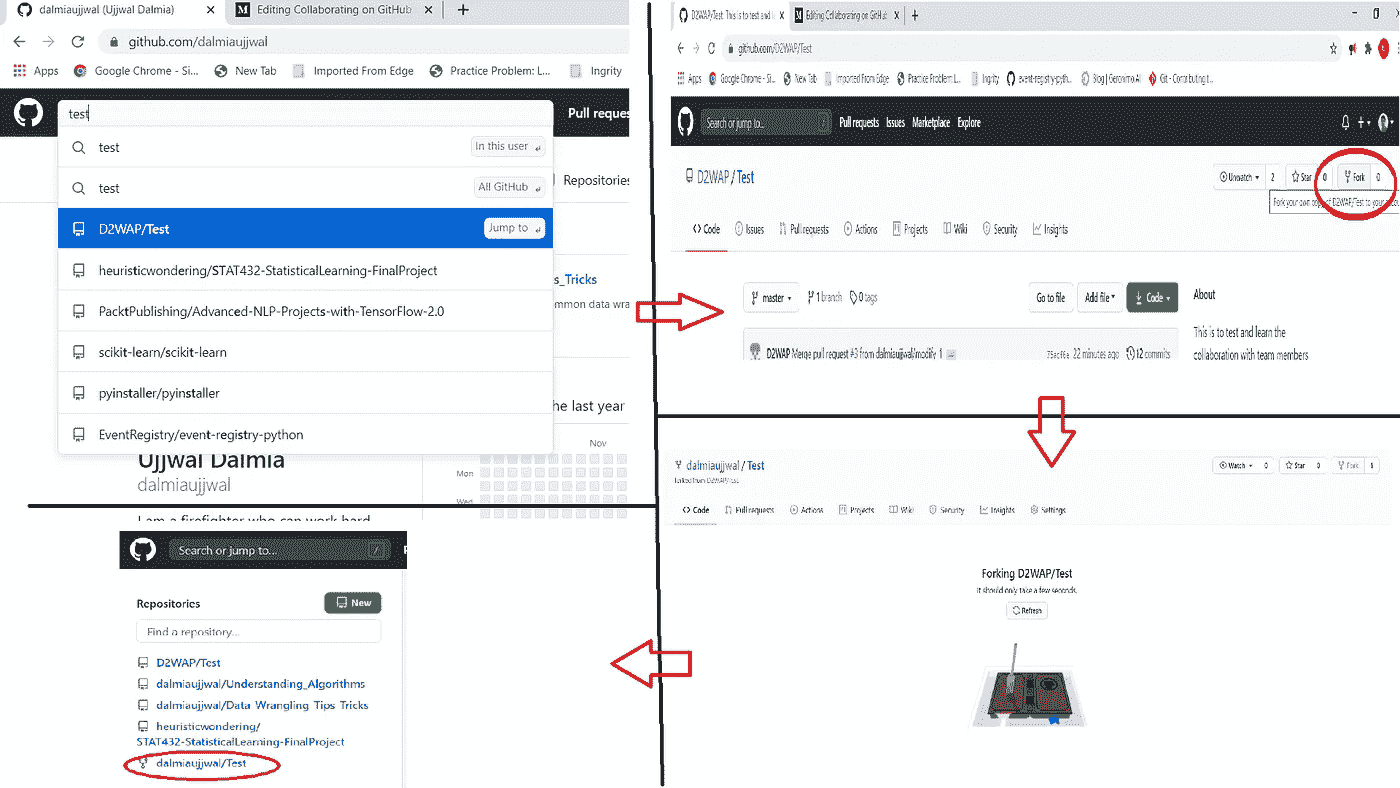 dalmiaujjwal (Ujjwal Dalmia)
Editing Collaborating on GitHub
github.com/dalmiaujjwal
Apps Google Chrome - Si... New Tab Imported From Edge Practice Problem: L... Ingrity
test
Pull reques
test In this user
test All GitHub
Repositories
D2WAP/Test Jump to
heuristicwondering/STAT432-StatisticalLearning-FinalProject
s_Tricks
PacktPublishing/Advanced-NLP-Projects-with-TensorFlow-2.0
mmon data wra
scikit-learn/scikit-learn
pyinstaller/pyinstaller
he last year
EventRegistry/event-registry-python
Nov
Ujjwal Dalmia
Mon
dalmiaujjwal
Wed
I am a firefighter who can work hard
D2WAP/Test: This is to test and le
Editing Collaborating on GitHub
github.com/D2WAP/Test
Apps Google Chrome - Si... New Tab Imported From Edge Practice Problem: L... Ingrity event-registry-pyth... Blog | Geronimo AI Git - Contributing t...
Search or jump to... / Pull requests Issues Marketplace Explore
D2WAP / Test
Unwatch 2 Star 0 Fork 0
Fork your own copy of D2WAP/Test to your accou
Code Issues Pull requests Actions Projects Wiki Security Insights
master 1 branch 0 tags Go to file Add file Code
About
This is to test and learn the
collaboration with team members
D2WAP Merge pull request #3 from dalmiaujjwal/modify_1 ... 22 minutes ago 12 commits
dalmiaujjwal / Test
forked from D2WAP/Test
Watch 0 Star 0 Fork
Code Pull requests Actions Projects Wiki Security Insights Settings
Forking D2WAP/Test
It should only take a few seconds.
Refresh
Search or jump to... /
Repositories New
Find a repository...
D2WAP/Test
dalmiaujjwal/Understanding_Algorithms
dalmiaujjwal/Data_Wrangling_Tips_Tricks
heuristicwondering/
STAT432-StatisticalLearning-FinalProject
dalmiaujjwal/Test